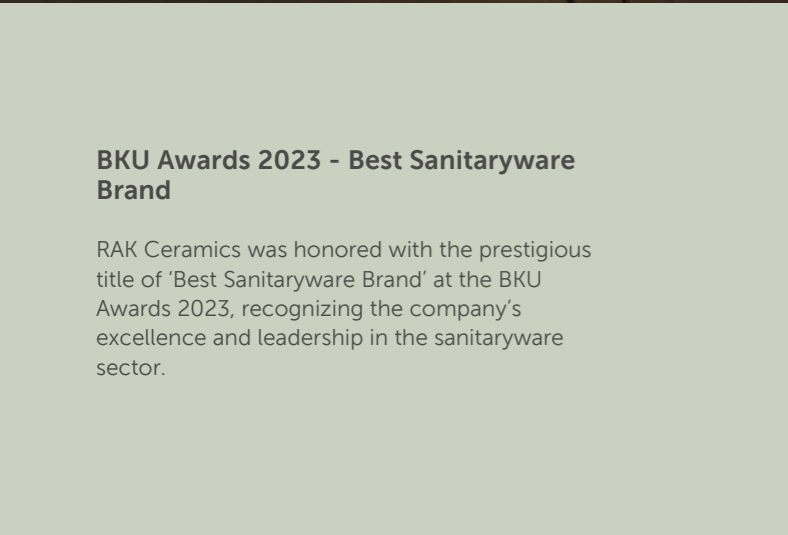 BKU Awards 2023 - Best Sanitaryware
Brand
RAK Ceramics was honored with the prestigious
title of ‘Best Sanitaryware Brand’ at the BKU
Awards 2023, recognizing the company’s
excellence and leadership in the sanitaryware
sector.